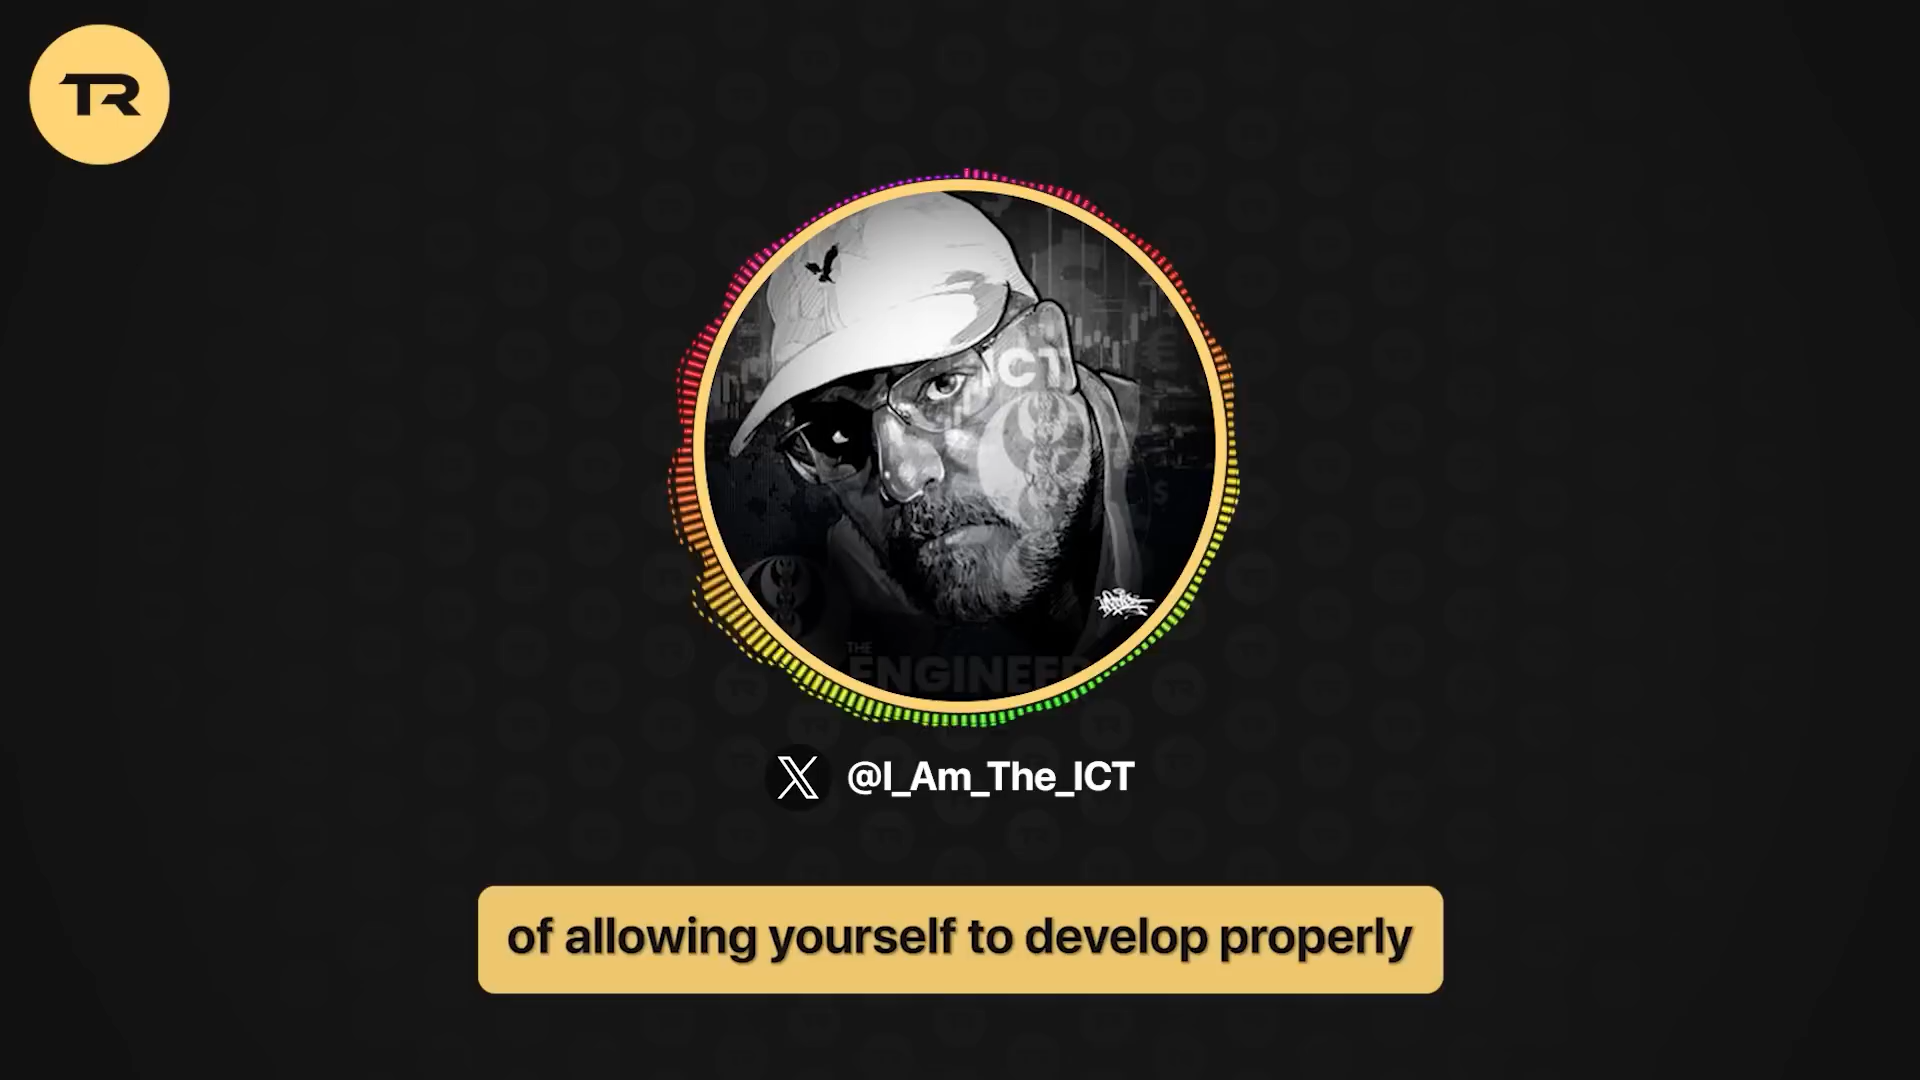 TR
ICT
THE
ENGINEER
@I_Am_The_ICT
of allowing yourself to develop properly